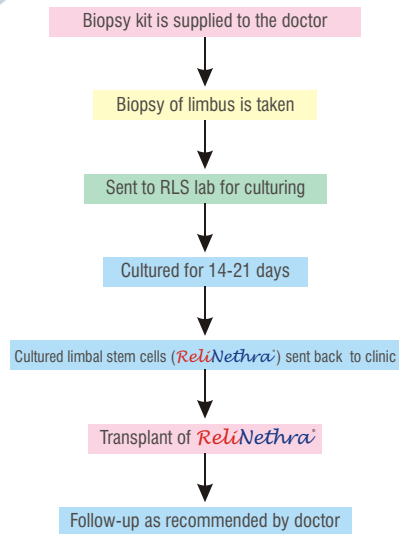 Biopsy kit is supplied to the doctor
Biopsy of limbus is taken
Sent to RLS lab for culturing
Cultured for 14-21 days
Cultured limbal stem cells (ReliNethra*) sent back to clinic
Transplant of ReliNethra*
Follow-up as recommended by doctor